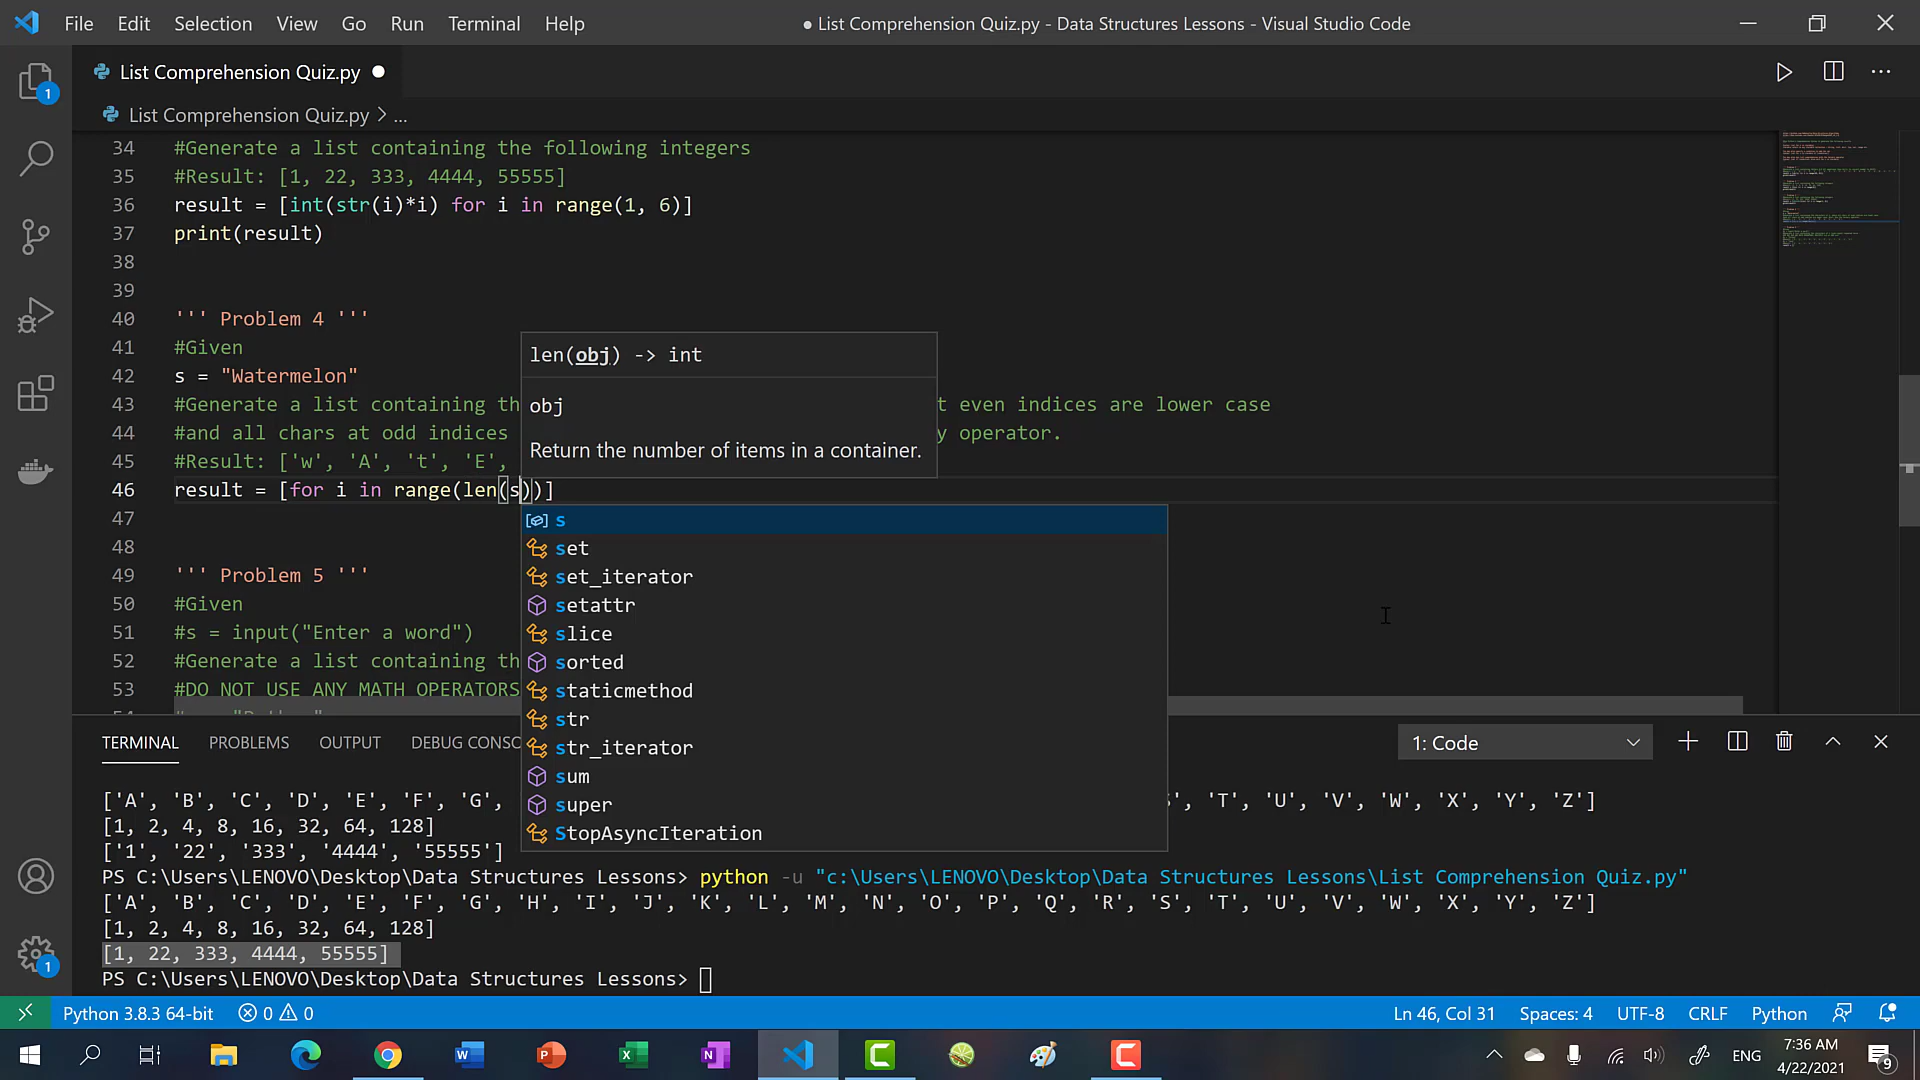 File Edit Selection View Go Run Terminal Help
● List Comprehension Quiz.py - Data Structures Lessons - Visual Studio Code
List Comprehension Quiz.py ●
List Comprehension Quiz.py > ...
1
34 #Generate a list containing the following integers
35 #Result: [1, 22, 333, 4444, 55555]
36 result = [int(str(i)*i) for i in range(1, 6)]
37 print(result)
38
39
40 ''' Problem 4 '''
41 #Given
42 s = "Watermelon"
43 #Generate a list containing th t even indices are lower case
44 #and all chars at odd indices y operator.
45 #Result: ['w', 'A', 't', 'E',
46 result = [for i in range(len(s))]
47
48
49 ''' Problem 5 '''
50 #Given
51 #s = input("Enter a word")
52 #Generate a list containing th
53 #DO NOT USE ANY MATH OPERATORS
len(obj) -> int
obj
Return the number of items in a container.
s
set
set_iterator
setattr
slice
sorted
staticmethod
str
str_iterator
sum
super
StopAsyncIteration
TERMINAL PROBLEMS OUTPUT DEBUG CONSO 1: Code
['A', 'B', 'C', 'D', 'E', 'F', 'G', S', 'T', 'U', 'V', 'W', 'X', 'Y', 'Z']
[1, 2, 4, 8, 16, 32, 64, 128]
['1', '22', '333', '4444', '55555']
PS C:\Users\LENOVO\Desktop\Data Structures Lessons> python -u "c:\Users\LENOVO\Desktop\Data Structures Lessons\List Comprehension Quiz.py"
['A', 'B', 'C', 'D', 'E', 'F', 'G', 'H', 'I', 'J', 'K', 'L', 'M', 'N', 'O', 'P', 'Q', 'R', 'S', 'T', 'U', 'V', 'W', 'X', 'Y', 'Z']
[1, 2, 4, 8, 16, 32, 64, 128]
[1, 22, 333, 4444, 55555]
PS C:\Users\LENOVO\Desktop\Data Structures Lessons>
1
Python 3.8.3 64-bit 0 0 Ln 46, Col 31 Spaces: 4 UTF-8 CRLF Python
ENG
7:36 AM
4/22/2021
9